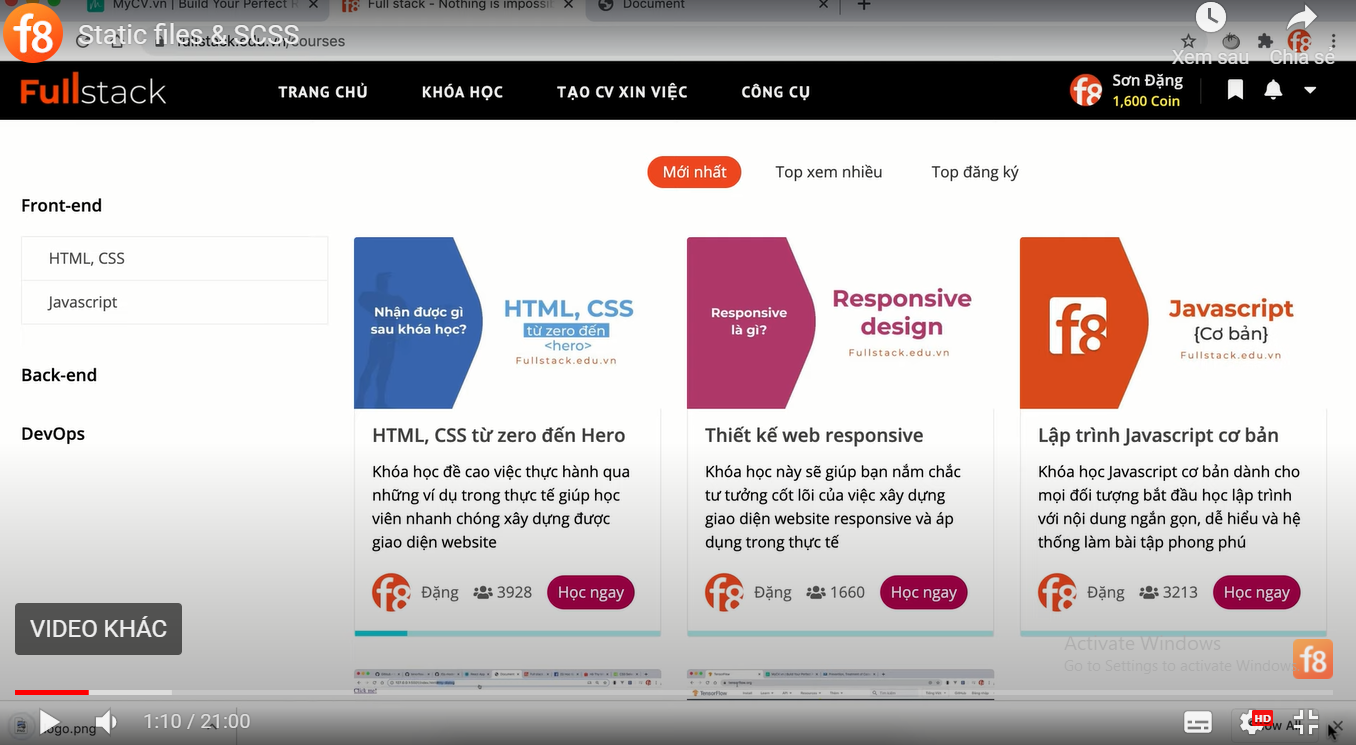 MyCV.vn | Build Your Perfect
Full stack - Nothing is impossib
Document
f8
Static files & SCSS
fullstack.edu.vn/courses
Xem sau
Chia sẻ
Fullstack
TRANG CHỦ
KHÓA HỌC
TẠO CV XIN VIỆC
CÔNG CỤ
f8
Sơn Đặng
1,600 Coin
Mới nhất
Top xem nhiều
Top đăng ký
Front-end
HTML, CSS
Javascript
Back-end
DevOps
Nhận được gì
sau khóa học?
HTML, CSS
từ zero đến
<hero>
Fullstack.edu.vn
HTML, CSS từ zero đến Hero
Khóa học đề cao việc thực hành qua
những ví dụ trong thực tế giúp học
viên nhanh chóng xây dựng được
giao diện website
f8 Đặng 3928 Học ngay
Responsive
là gì?
Responsive
design
Fullstack.edu.vn
Thiết kế web responsive
Khóa học này sẽ giúp bạn nắm chắc
tư tưởng cốt lõi của việc xây dựng
giao diện website responsive và áp
dụng trong thực tế
f8 Đặng 1660 Học ngay
f8
Javascript
{Cơ bản}
Fullstack.edu.vn
Lập trình Javascript cơ bản
Khóa học Javascript cơ bản dành cho
mọi đối tượng bắt đầu học lập trình
với nội dung ngắn gọn, dễ hiểu và hệ
thống làm bài tập phong phú
f8 Đặng 3213 Học ngay
VIDEO KHÁC
Activate Windows
Go to Settings to activate Windows
f8
Click me!
TensorFlow
1:10 / 21:00
logo.png
HD
Show All